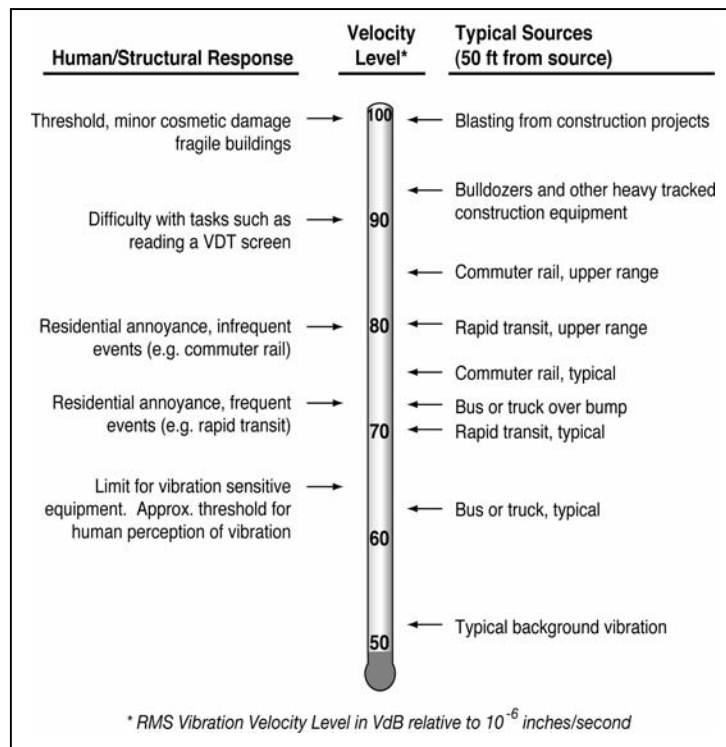 Human/Structural Response
Velocity
Level*
Typical Sources
(50 ft from source)
Threshold, minor cosmetic damage
fragile buildings
100
Blasting from construction projects
Bulldozers and other heavy tracked
construction equipment
Difficulty with tasks such as
reading a VDT screen
90
Commuter rail, upper range
Residential annoyance, infrequent
events (e.g. commuter rail)
80
Rapid transit, upper range
Commuter rail, typical
Residential annoyance, frequent
events (e.g. rapid transit)
Bus or truck over bump
70
Rapid transit, typical
Limit for vibration sensitive
equipment. Approx. threshold for
human perception of vibration
Bus or truck, typical
60
Typical background vibration
50
* RMS Vibration Velocity Level in VdB relative to 10⁻⁶ inches/second